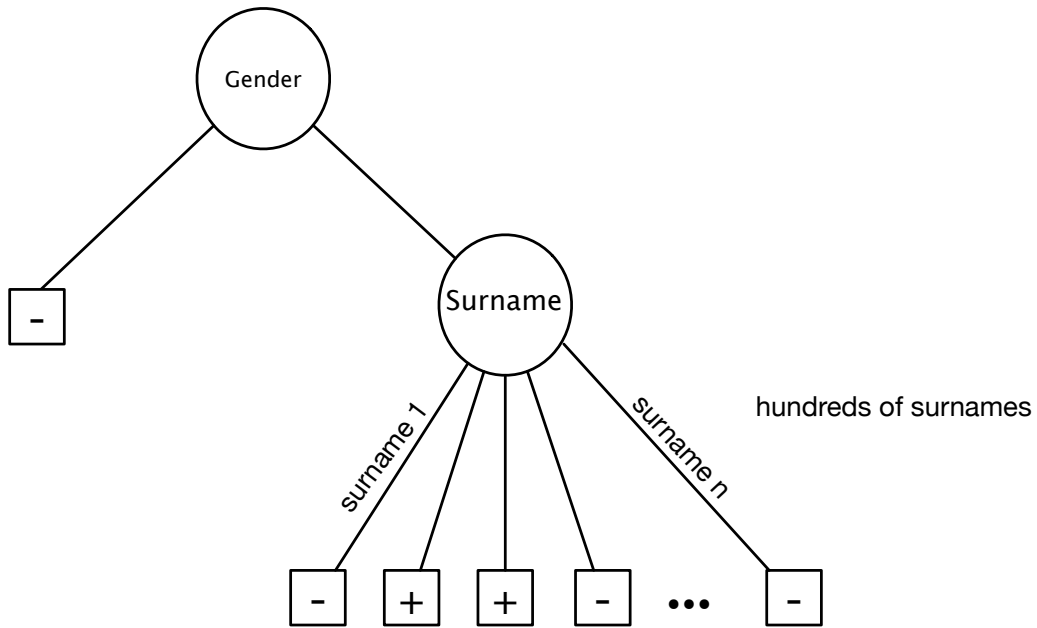 Gender
-
Surname
surname 1
surname n
hundreds of surnames
- + + - ••• -